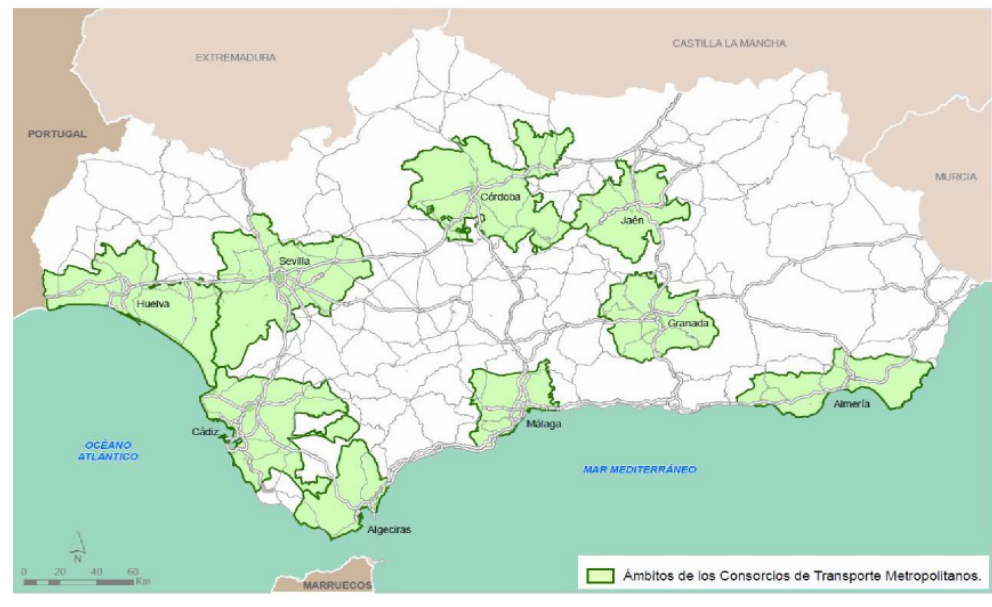 CASTILLA LA MANCHA
EXTREMADURA
PORTUGAL
MURCIA
Córdoba
Jaén
Sevilla
Huelva
Granada
Almería
Málaga
Cádiz
OCÉANO
ATLÁNTICO
MAR MEDITERRÁNEO
Algeciras
N
0 20 40 60
Km
MARRUECOS
Ámbitos de los Consorcios de Transporte Metropolitanos.